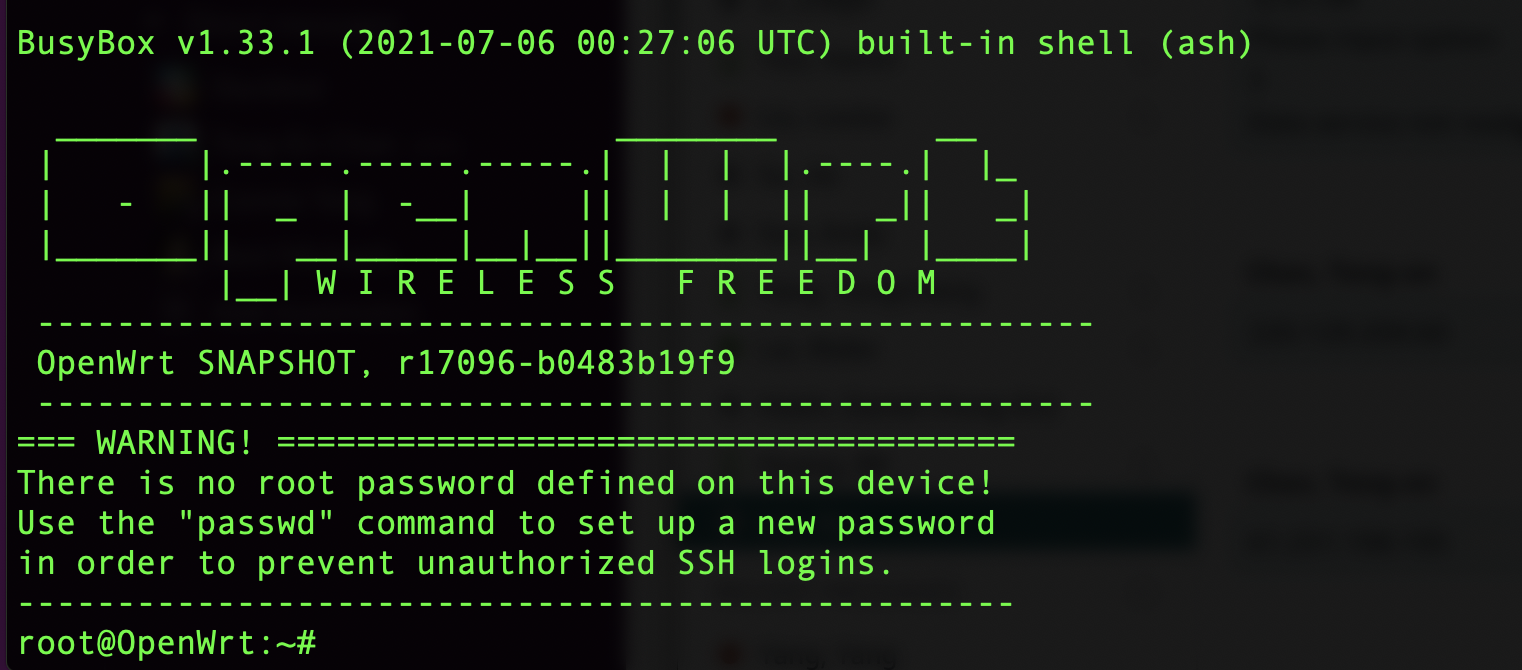 BusyBox v1.33.1 (2021-07-06 00:27:06 UTC) built-in shell (ash)
  _______                     ________        __
 |       |.-----.-----.-----.|  |  |  |.----.|  |_
 |   -   ||  _  |  -__|     ||  |  |  ||   _||   _|
 |_______||   __|_____|__|__||________||__|  |____|
          |__| W I R E L E S S   F R E E D O M
 -----------------------------------------------------
 OpenWrt SNAPSHOT, r17096-b0483b19f9
 -----------------------------------------------------
=== WARNING! =====================================
There is no root password defined on this device!
Use the "passwd" command to set up a new password
in order to prevent unauthorized SSH logins.
--------------------------------------------------
root@OpenWrt:~#